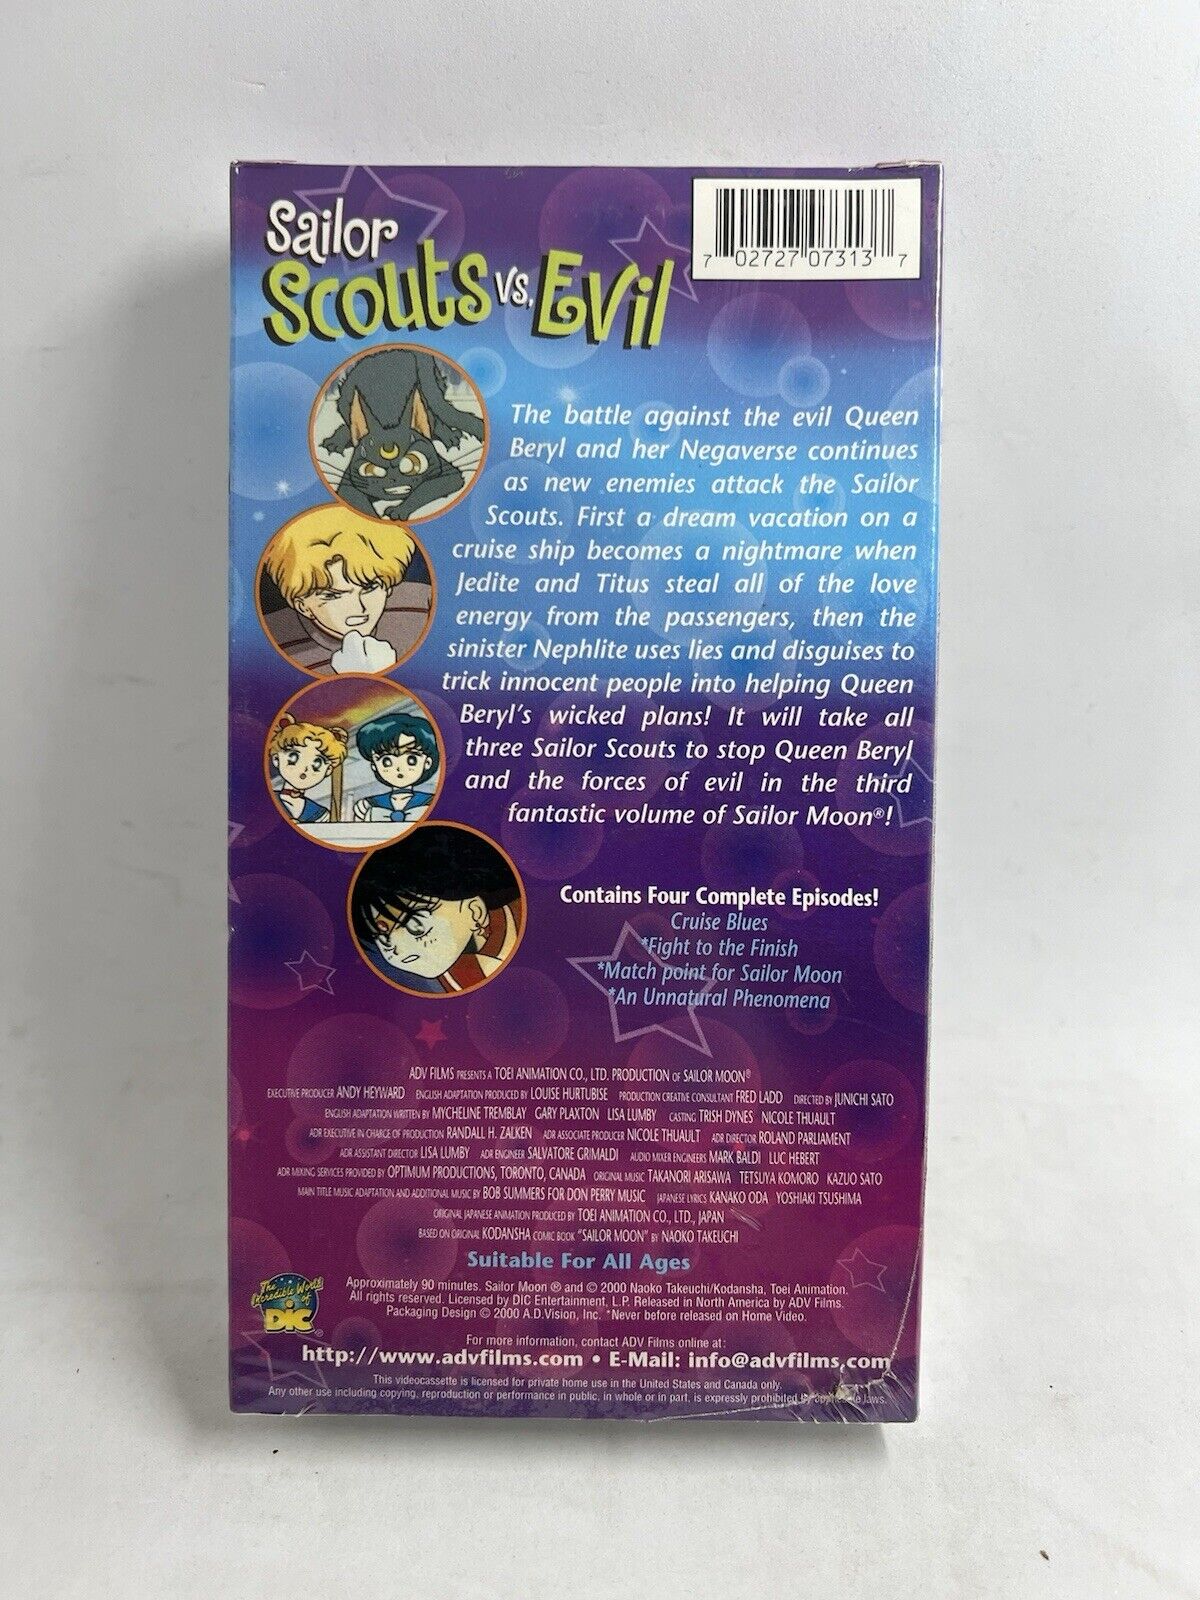 Sailor
Scouts vs. Evil
7 02727 07313 7
The battle against the evil Queen
Beryl and her Negaverse continues
as new enemies attack the Sailor
Scouts. First a dream vacation on a
cruise ship becomes a nightmare when
Jedite and Titus steal all of the love
energy from the passengers, then the
sinister Nephlite uses lies and disguises to
trick innocent people into helping Queen
Beryl's wicked plans! It will take all
three Sailor Scouts to stop Queen Beryl
and the forces of evil in the third
fantastic volume of Sailor Moon®!
Contains Four Complete Episodes!
Cruise Blues
*Fight to the Finish
*Match point for Sailor Moon
*An Unnatural Phenomena
ADV FILMS PRESENTS A TOEI ANIMATION CO., LTD. PRODUCTION OF SAILOR MOON®
EXECUTIVE PRODUCER ANDY HEYWARD ENGLISH ADAPTATION PRODUCED BY LOUISE HURTUBISE PRODUCTION CREATIVE CONSULTANT FRED LADD DIRECTED BY JUNICHI SATO
ENGLISH ADAPTATION WRITTEN BY MYCHELINE TREMBLAY GARY PLAXTON LISA LUMBY CASTING TRISH DYNES NICOLE THUAULT
ADR EXECUTIVE IN CHARGE OF PRODUCTION RANDALL H. ZALKEN ADR ASSOCIATE PRODUCER NICOLE THUAULT ADR DIRECTOR ROLAND PARLIAMENT
ADR ASSISTANT DIRECTOR LISA LUMBY ADR ENGINEER SALVATORE GRIMALDI AUDIO MIXER ENGINEERS MARK BALDI LUC HEBERT
ADR MIXING SERVICES PROVIDED BY OPTIMUM PRODUCTIONS, TORONTO, CANADA ORIGINAL MUSIC TAKANORI ARISAWA TETSUYA KOMORO KAZUO SATO
MAIN TITLE MUSIC ADAPTATION AND ADDITIONAL MUSIC BY BOB SUMMERS FOR DON PERRY MUSIC JAPANESE LYRICS KANAKO ODA YOSHIAKI TSUSHIMA
ORIGINAL JAPANESE ANIMATION PRODUCED BY TOEI ANIMATION CO., LTD., JAPAN
BASED ON ORIGINAL KODANSHA COMIC BOOK "SAILOR MOON" BY NAOKO TAKEUCHI
Suitable For All Ages
The
Incredible World
of
DIC
®
Approximately 90 minutes. Sailor Moon ® and © 2000 Naoko Takeuchi/Kodansha, Toei Animation.
All rights reserved. Licensed by DIC Entertainment, L.P. Released in North America by ADV Films.
Packaging Design © 2000 A.D.Vision, Inc. *Never before released on Home Video.
For more information, contact ADV Films online at:
http://www.advfilms.com • E-Mail: info@advfilms.com
This videocassette is licensed for private home use in the United States and Canada only.
Any other use including copying, reproduction or performance in public, in whole or in part, is expressly prohibited by applicable laws.